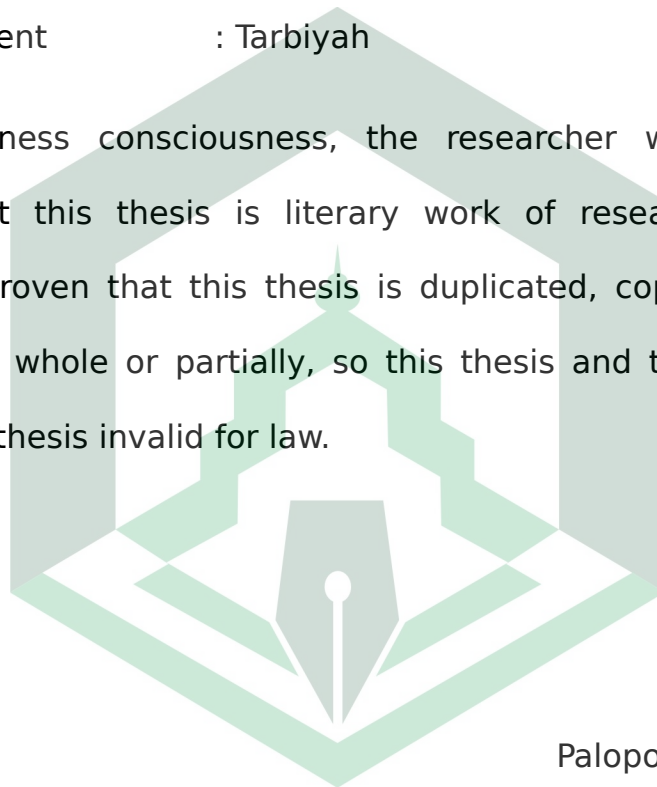 ent : Tarbiyah
ness consciousness, the researcher w
t this thesis is literary work of resea
roven that this thesis is duplicated, cop
whole or partially, so this thesis and t
thesis invalid for law.
Palopo